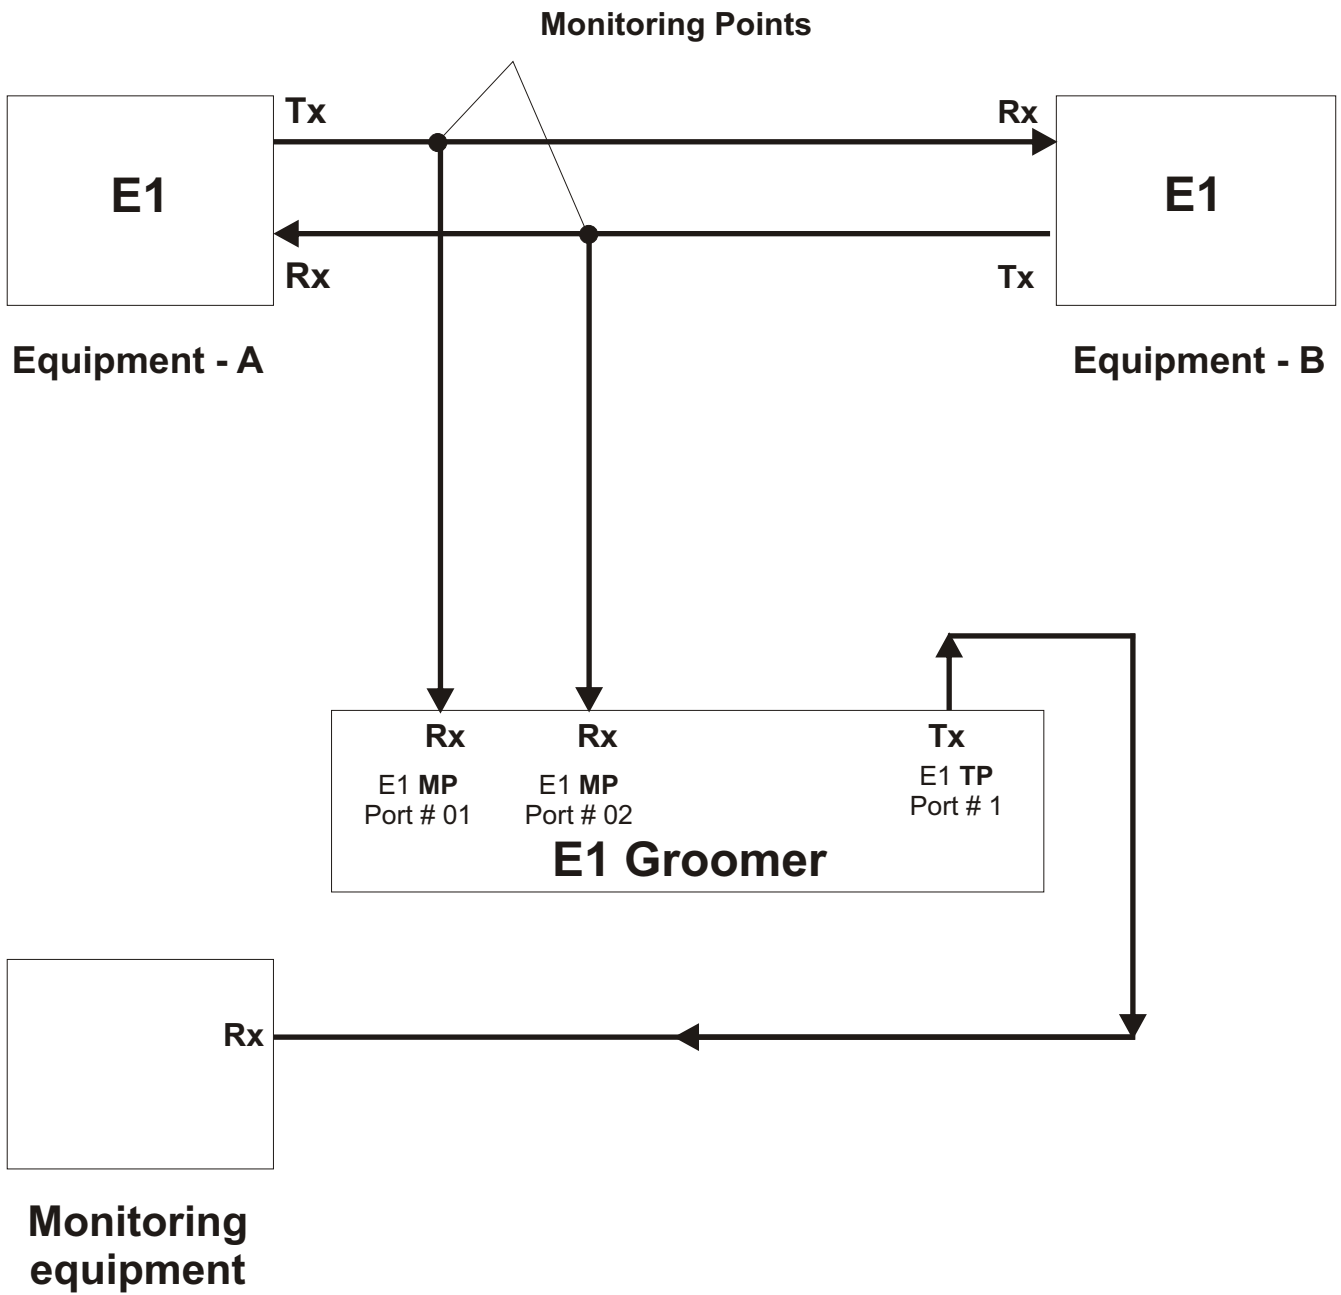 Monitoring Points
Tx
Rx
E1
E1
Rx
Tx
Equipment - A
Equipment - B
Rx
Rx
Tx
E1 MP
Port # 01
E1 MP
Port # 02
E1 TP
Port # 1
E1 Groomer
Rx
Monitoring
equipment